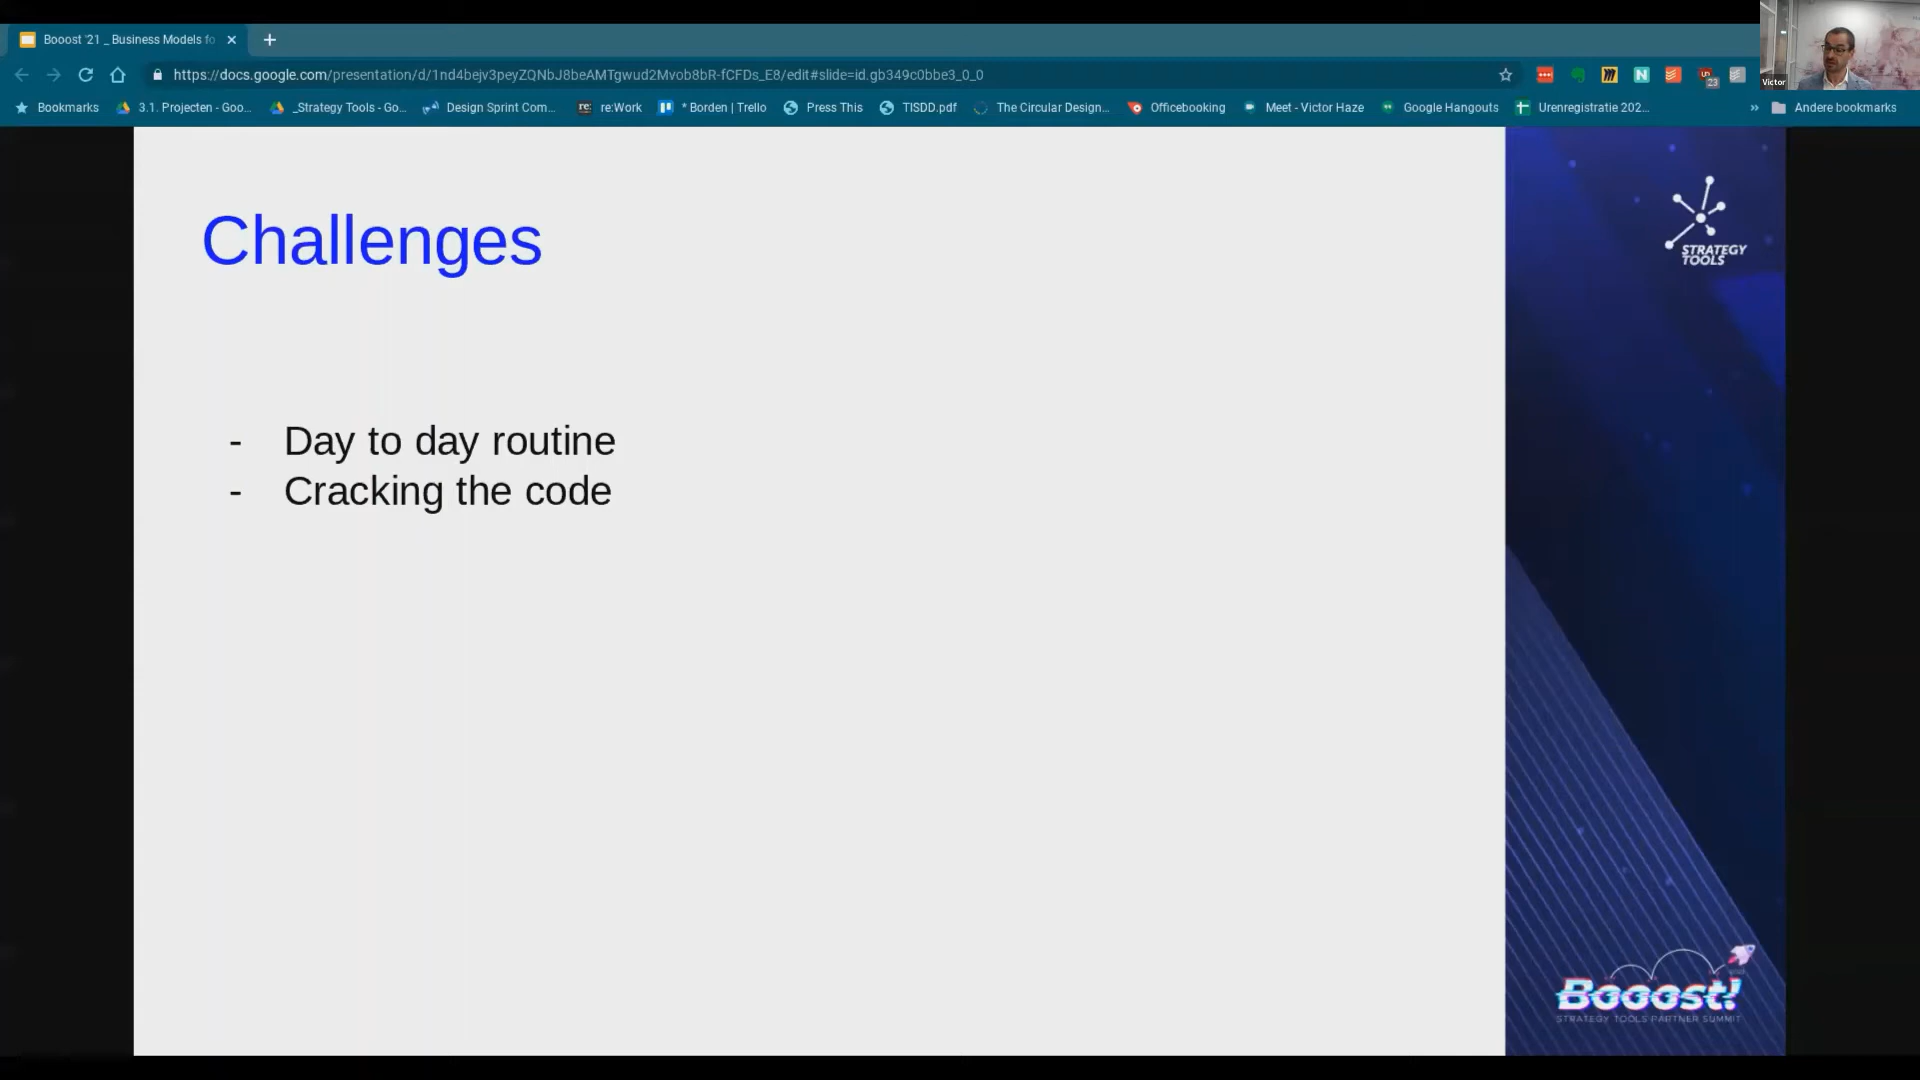 Booost '21 _ Business Models fo
https://docs.google.com/presentation/d/1nd4bejv3peyZQNbJ8beAMTgwud2Mvob8bR-fCFDs_E8/edit#slide=id.gb349c0bbe3_0_0
23
Victor
Bookmarks
3.1. Projecten - Goo...
_Strategy Tools - Go...
Design Sprint Com...
re: re:Work
* Borden | Trello
Press This
TISDD.pdf
The Circular Design...
Officebooking
Meet - Victor Haze
Google Hangouts
Urenregistratie 202...
» Andere bookmarks
Challenges
STRATEGY
TOOLS
- Day to day routine
- Cracking the code
Booost!
STRATEGY TOOLS PARTNER SUMMIT